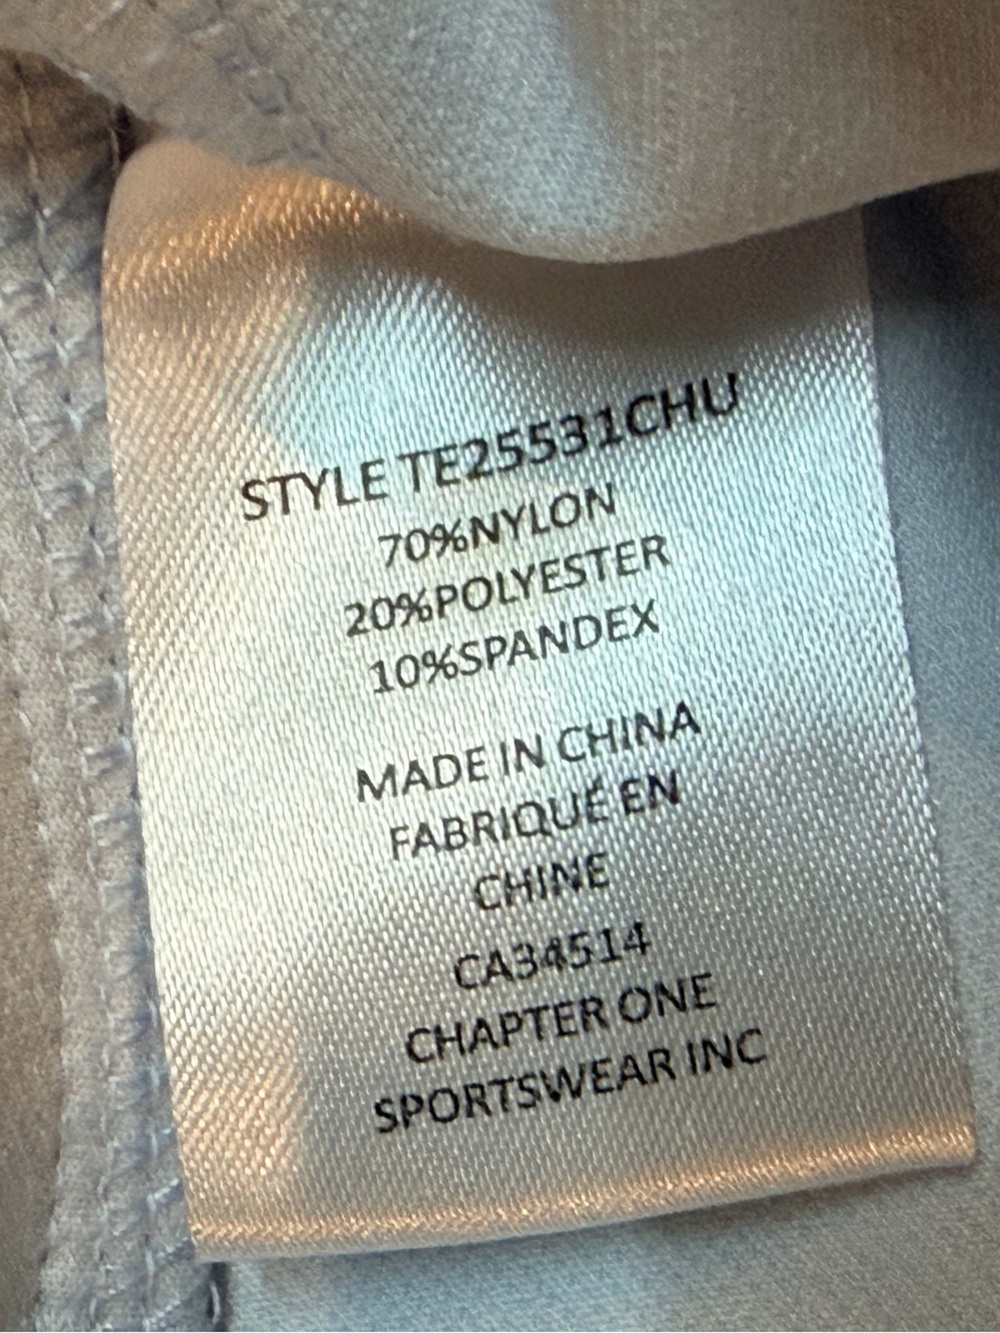 STYLE TE25531CHU
70%NYLON
20%POLYESTER
10%SPANDEX
MADE IN CHINA
FABRIQUÉ EN
CHINE
CA34514
CHAPTER ONE
SPORTSWEAR INC